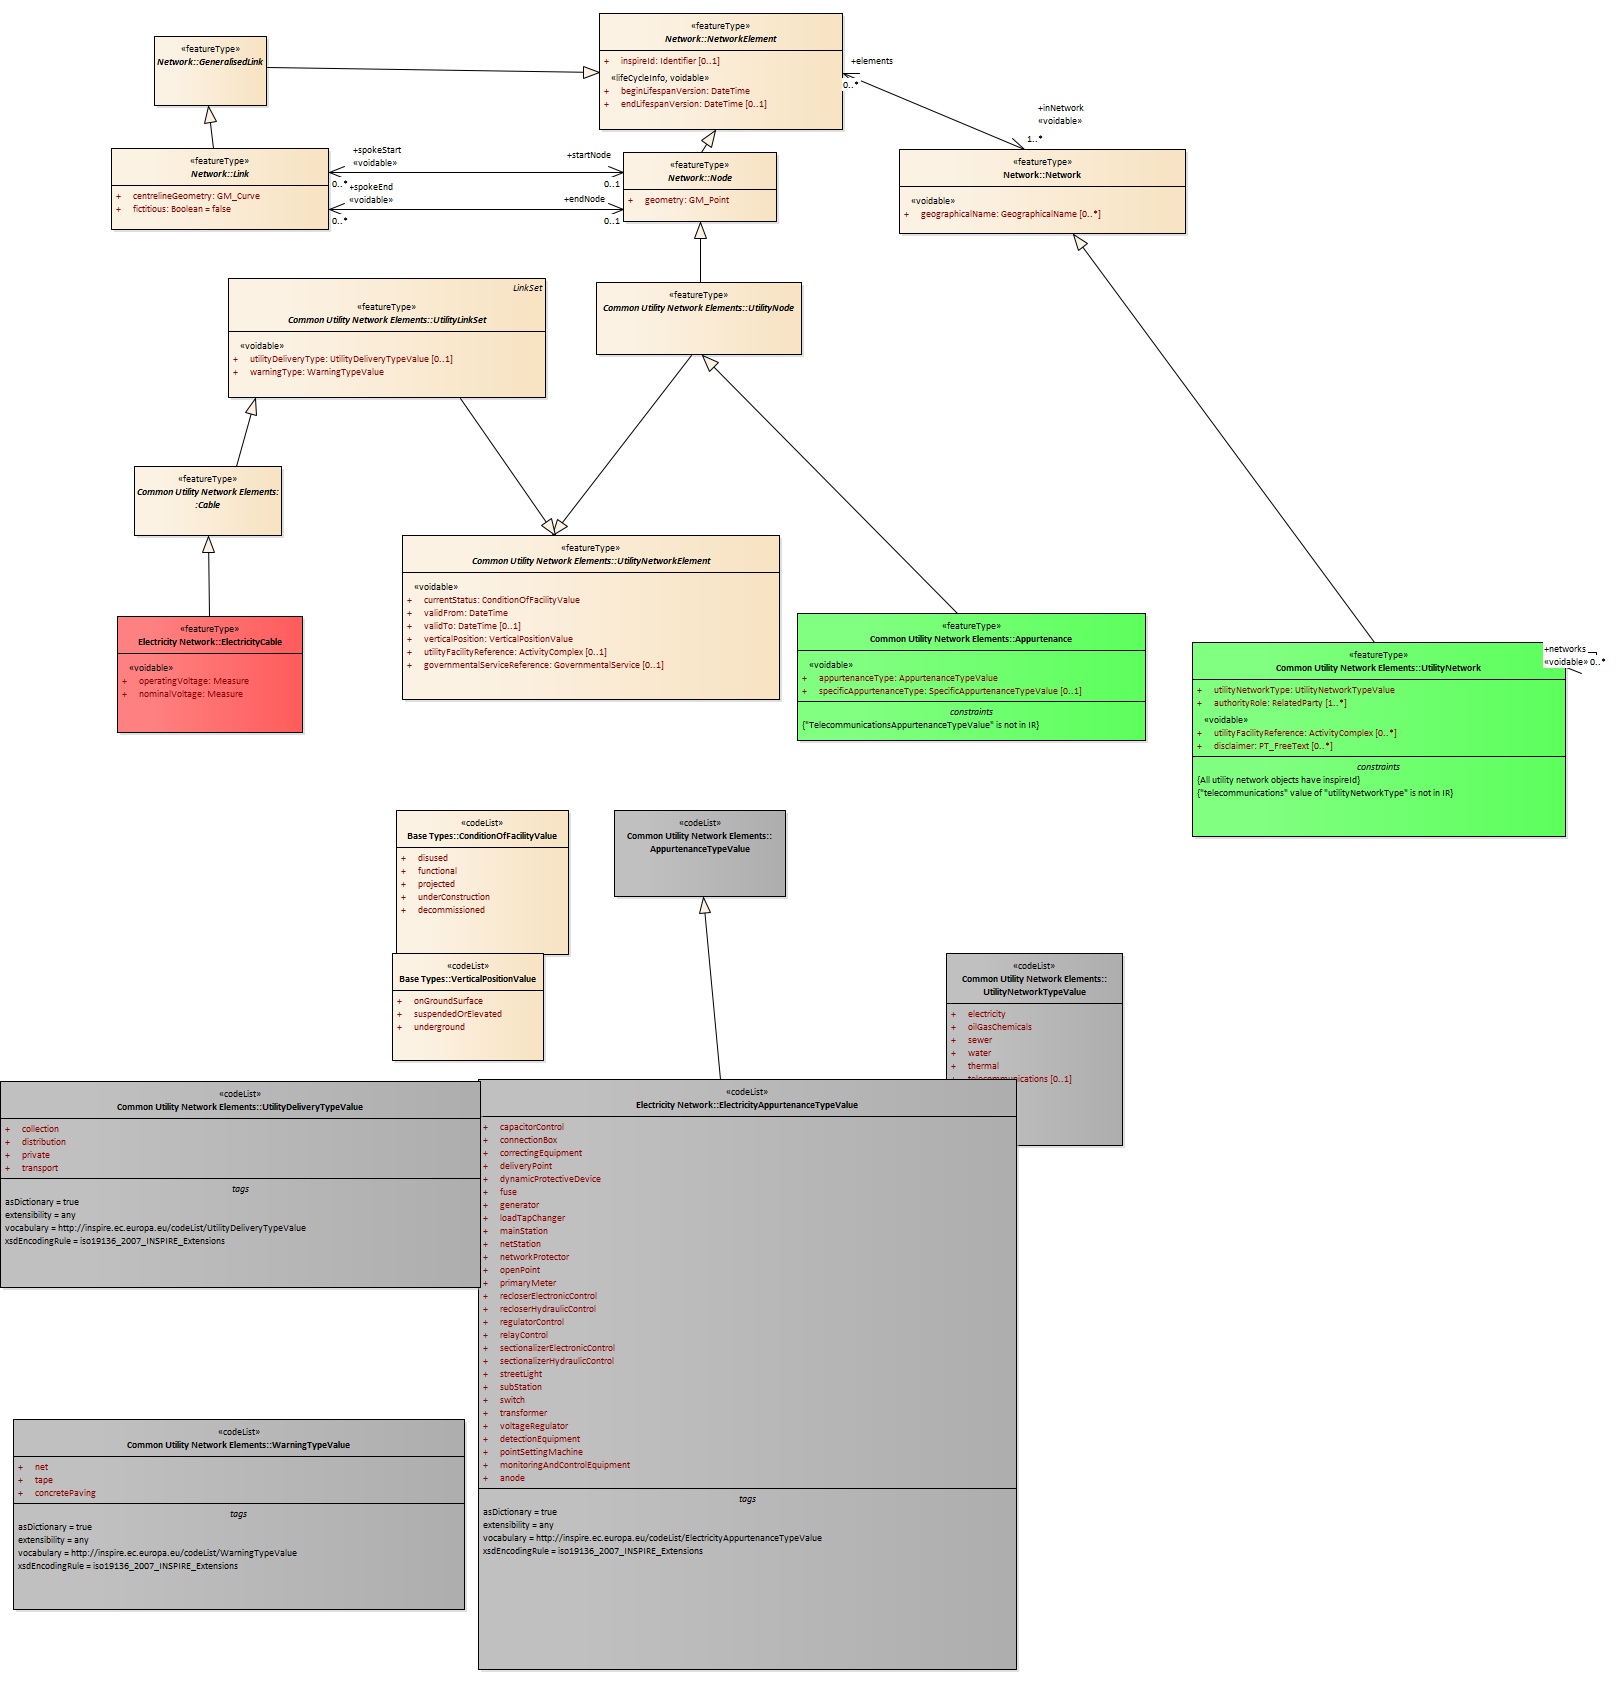 «featureType»
Network::NetworkElement
+ inspireId: Identifier [0..1]
«lifeCycleInfo, voidable»
+ beginLifespanVersion: DateTime
+ endLifespanVersion: DateTime [0..1]
«featureType»
Network::GeneralisedLink
+elements
0..*
+inNetwork
«voidable»
1..*
«featureType»
Network::Link
+ centrelineGeometry: GM_Curve
+ fictitious: Boolean = false
+spokeStart
«voidable»
0..*
+startNode
0..1
+spokeEnd
«voidable»
0..*
+endNode
0..1
«featureType»
Network::Node
+ geometry: GM_Point
«featureType»
Network::Network
«voidable»
+ geographicalName: GeographicalName [0..*]
LinkSet
«featureType»
Common Utility Network Elements::UtilityLinkSet
«voidable»
+ utilityDeliveryType: UtilityDeliveryTypeValue [0..1]
+ warningType: WarningTypeValue
«featureType»
Common Utility Network Elements::UtilityNode
«featureType»
Common Utility Network Elements:
:Cable
«featureType»
Common Utility Network Elements::UtilityNetworkElement
«voidable»
+ currentStatus: ConditionOfFacilityValue
+ validFrom: DateTime
+ validTo: DateTime [0..1]
+ verticalPosition: VerticalPositionValue
+ utilityFacilityReference: ActivityComplex [0..1]
+ governmentalServiceReference: GovernmentalService [0..1]
«featureType»
Electricity Network::ElectricityCable
«voidable»
+ operatingVoltage: Measure
+ nominalVoltage: Measure
«featureType»
Common Utility Network Elements::Appurtenance
«voidable»
+ appurtenanceType: AppurtenanceTypeValue
+ specificAppurtenanceType: SpecificAppurtenanceTypeValue [0..1]
constraints
{"TelecommunicationsAppurtenanceTypeValue" is not in IR}
«featureType»
Common Utility Network Elements::UtilityNetwork
+ utilityNetworkType: UtilityNetworkTypeValue
+ authorityRole: RelatedParty [1..*]
«voidable»
+ utilityFacilityReference: ActivityComplex [0..*]
+ disclaimer: PT_FreeText [0..*]
constraints
{All utility network objects have inspireId}
{"telecommunications" value of "utilityNetworkType" is not in IR}
+networks
«voidable» 0..*
«codeList»
Base Types::ConditionOfFacilityValue
+ disused
+ functional
+ projected
+ underConstruction
+ decommissioned
«codeList»
Common Utility Network Elements::
AppurtenanceTypeValue
«codeList»
Base Types::VerticalPositionValue
+ onGroundSurface
+ suspendedOrElevated
+ underground
«codeList»
Common Utility Network Elements::
UtilityNetworkTypeValue
+ electricity
+ oilGasChemicals
+ sewer
+ water
+ thermal
+ telecommunications [0..1]
«codeList»
Common Utility Network Elements::UtilityDeliveryTypeValue
+ collection
+ distribution
+ private
+ transport
tags
asDictionary = true
extensibility = any
vocabulary = http://inspire.ec.europa.eu/codeList/UtilityDeliveryTypeValue
xsdEncodingRule = iso19136_2007_INSPIRE_Extensions
«codeList»
Electricity Network::ElectricityAppurtenanceTypeValue
+ capacitorControl
+ connectionBox
+ correctingEquipment
+ deliveryPoint
+ dynamicProtectiveDevice
+ fuse
+ generator
+ loadTapChanger
+ mainStation
+ netStation
+ networkProtector
+ openPoint
+ primaryMeter
+ recloserElectronicControl
+ recloserHydraulicControl
+ regulatorControl
+ relayControl
+ sectionalizerElectronicControl
+ sectionalizerHydraulicControl
+ streetLight
+ subStation
+ switch
+ transformer
+ voltageRegulator
+ detectionEquipment
+ pointSettingMachine
+ monitoringAndControlEquipment
+ anode
tags
asDictionary = true
extensibility = any
vocabulary = http://inspire.ec.europa.eu/codeList/ElectricityAppurtenanceTypeValue
xsdEncodingRule = iso19136_2007_INSPIRE_Extensions
«codeList»
Common Utility Network Elements::WarningTypeValue
+ net
+ tape
+ concretePaving
tags
asDictionary = true
extensibility = any
vocabulary = http://inspire.ec.europa.eu/codeList/WarningTypeValue
xsdEncodingRule = iso19136_2007_INSPIRE_Extensions